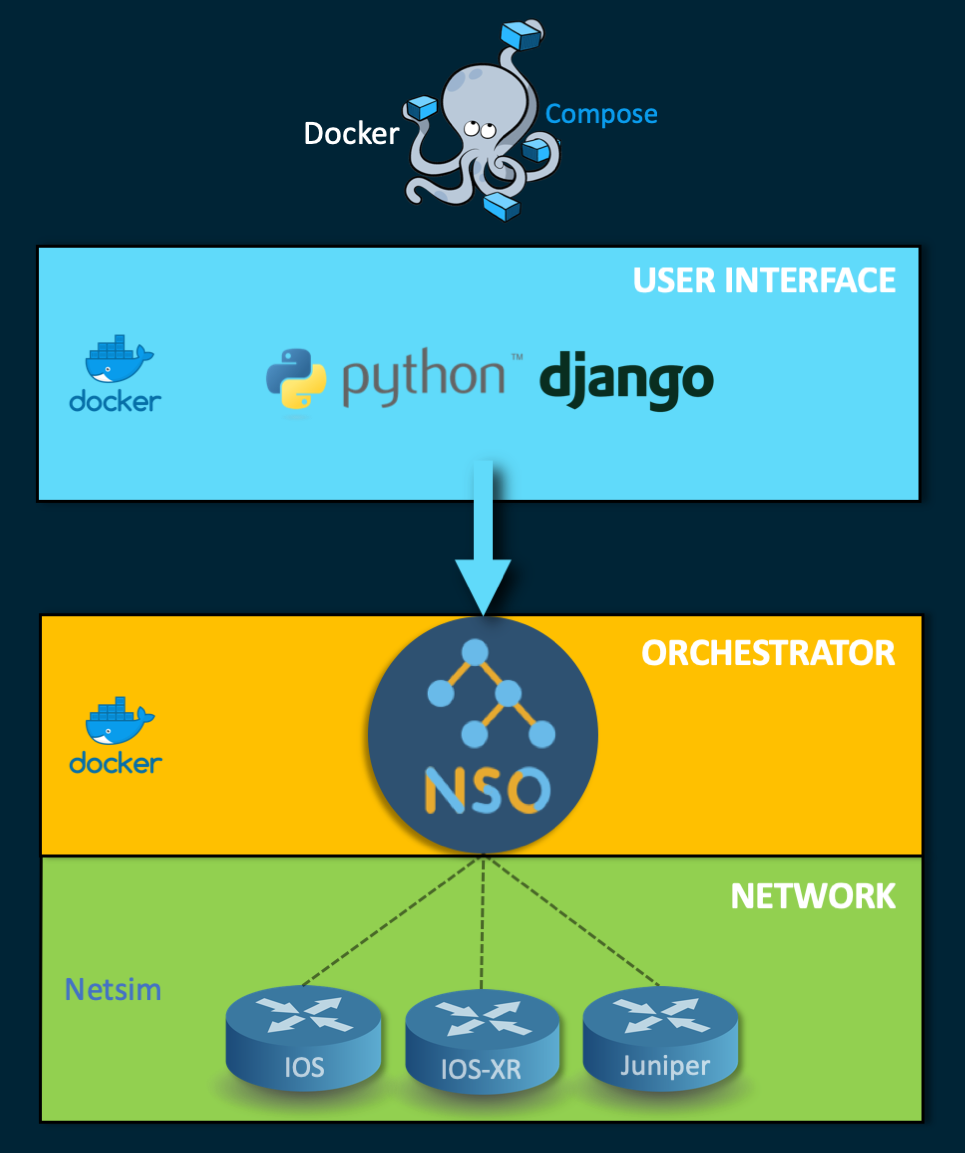 Docker
Compose
USER INTERFACE
docker
python™
django
ORCHESTRATOR
docker
NSO
NETWORK
Netsim
IOS
IOS-XR
Juniper